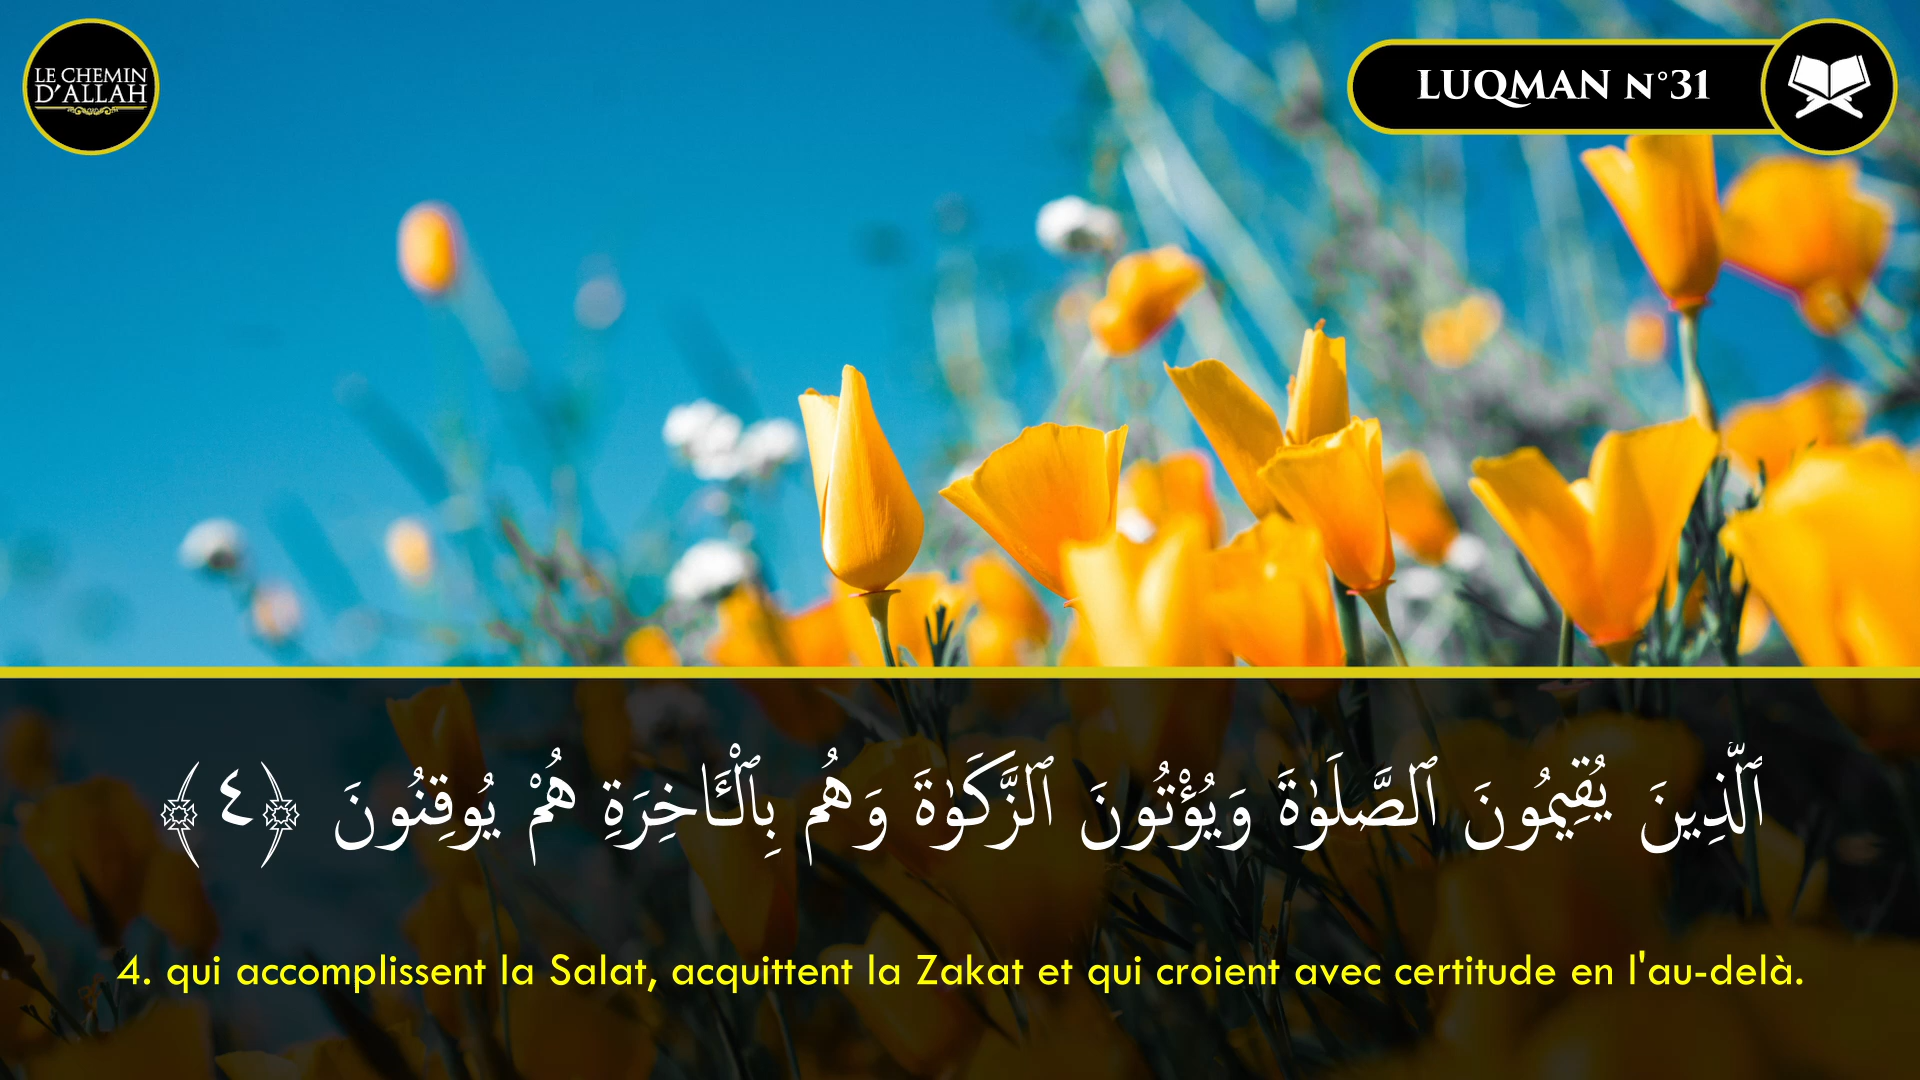 LE CHEMIN
D'ALLAH
LUQMAN N°31
ٱلَّذِينَ يُقِيمُونَ ٱلصَّلَوٰةَ وَيُؤْتُونَ ٱلزَّكَوٰةَ وَهُم بِٱلْـَٔاخِرَةِ هُمْ يُوقِنُونَ ﴿٤﴾
4. qui accomplissent la Salat, acquittent la Zakat et qui croient avec certitude en l'au-delà.